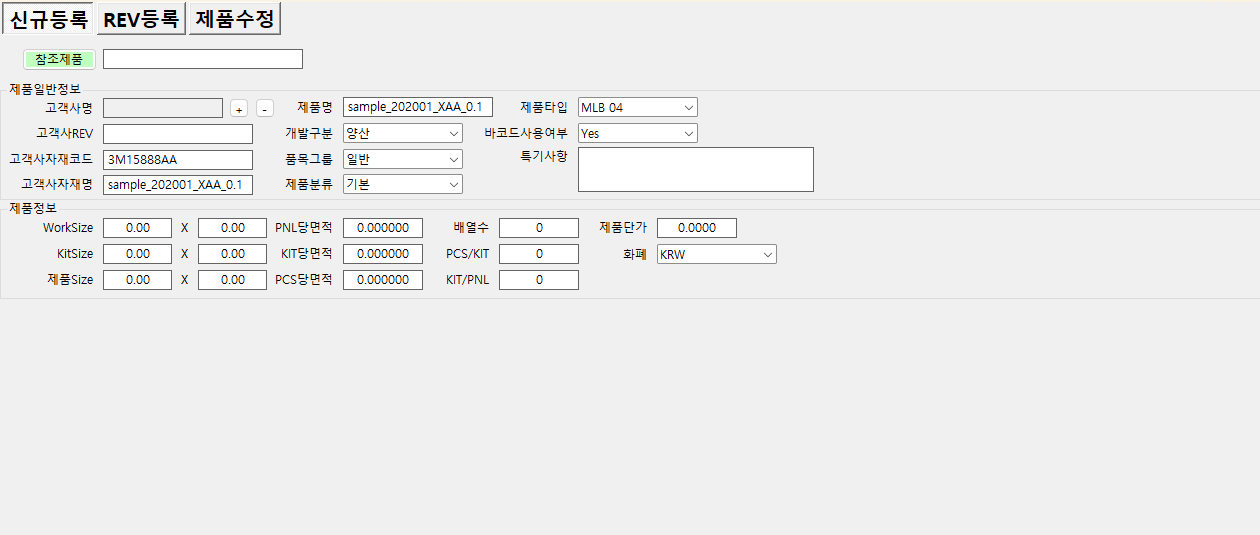 신규등록 REV등록 제품수정
참조제품
제품일반정보
고객사명 + - 제품명 sample_202001_XAA_0.1 제품타입 MLB 04
고객사REV 개발구분 양산 바코드사용여부 Yes
고객사자재코드 3M15888AA 품목그룹 일반 특기사항
고객사자재명 sample_202001_XAA_0.1 제품분류 기본
제품정보
WorkSize 0.00 X 0.00 PNL당면적 0.000000 배열수 0 제품단가 0.0000
KitSize 0.00 X 0.00 KIT당면적 0.000000 PCS/KIT 0 화폐 KRW
제품Size 0.00 X 0.00 PCS당면적 0.000000 KIT/PNL 0